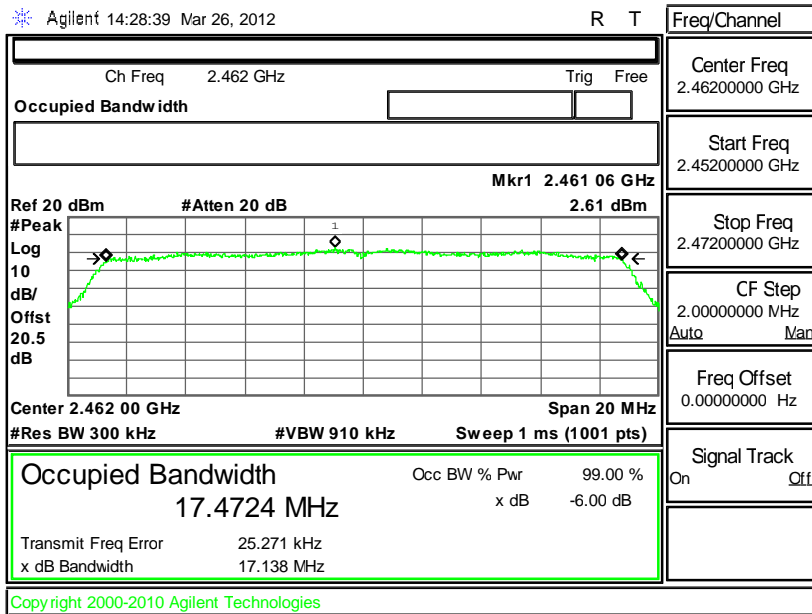 Agilent 14:28:39 Mar 26, 2012 R T
Freq/Channel
Ch Freq 2.462 GHz Trig Free
Occupied Bandwidth
Center Freq
2.46200000 GHz
Start Freq
2.45200000 GHz
Stop Freq
2.47200000 GHz
CF Step
2.00000000 MHz
Auto Man
Freq Offset
0.00000000 Hz
Signal Track
On Off
Mkr1 2.461 06 GHz
Ref 20 dBm #Atten 20 dB 2.61 dBm
#Peak
Log
10
dB/
Offst
20.5
dB
1
Center 2.462 00 GHz Span 20 MHz
#Res BW 300 kHz #VBW 910 kHz Sweep 1 ms (1001 pts)
Occupied Bandwidth
17.4724 MHz
Occ BW % Pwr 99.00 %
x dB -6.00 dB
Transmit Freq Error 25.271 kHz
x dB Bandwidth 17.138 MHz
Copyright 2000-2010 Agilent Technologies